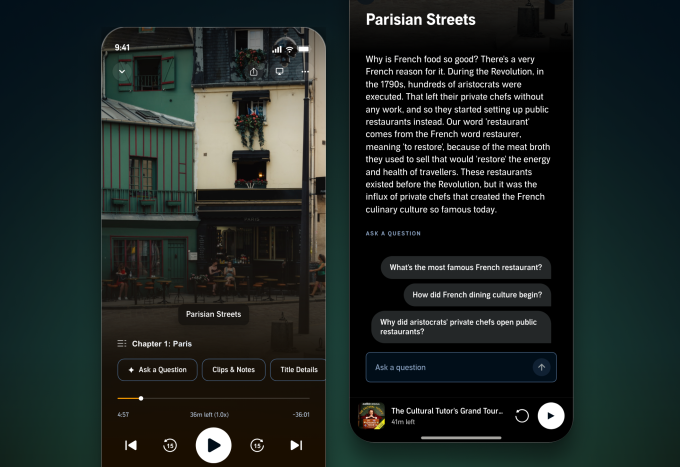 9:41
Parisian Streets
Chapter 1: Paris
Ask a Question
Clips & Notes
Title Details
4:57
36m left (1.0x)
-36:01
15
15
Parisian Streets
Why is French food so good? There's a very
French reason for it. During the Revolution, in
the 1790s, hundreds of aristocrats were
executed. That left their private chefs without
any work, and so they started setting up public
restaurants instead. Our word 'restaurant'
comes from the French word restaurer,
meaning 'to restore', because of the meat broth
they used to sell that would 'restore' the energy
and health of travellers. These restaurants
existed before the Revolution, but it was the
influx of private chefs that created the French
culinary culture so famous today.
ASK A QUESTION
What's the most famous French restaurant?
How did French dining culture begin?
Why did aristocrats' private chefs open public
restaurants?
Ask a question
The Cultural Tutor's Grand Tour...
41m left